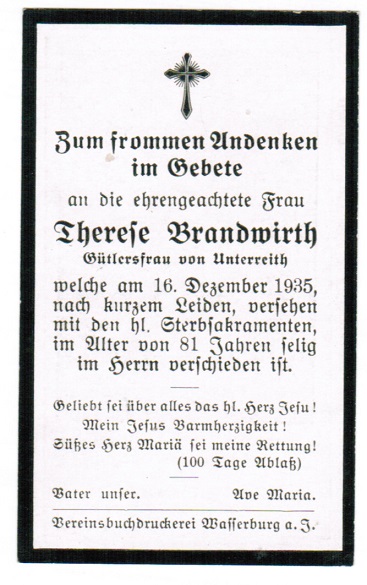 Zum frommen Andenken
im Gebete
an die ehrengeachtete Frau
Therese Brandwirth
Gütlersfrau von Unterreith
welche am 16. Dezember 1935,
nach kurzem Leiden, versehen
mit den hl. Sterbsakramenten,
im Alter von 81 Jahren selig
im Herrn verschieden ist.
Geliebt sei über alles das hl. Herz Jesu!
Mein Jesus Barmherzigkeit!
Süßes Herz Mariä sei meine Rettung!
(100 Tage Ablaß)
Vater unser. Ave Maria.
Vereinsbuchdruckerei Wasserburg a. J.